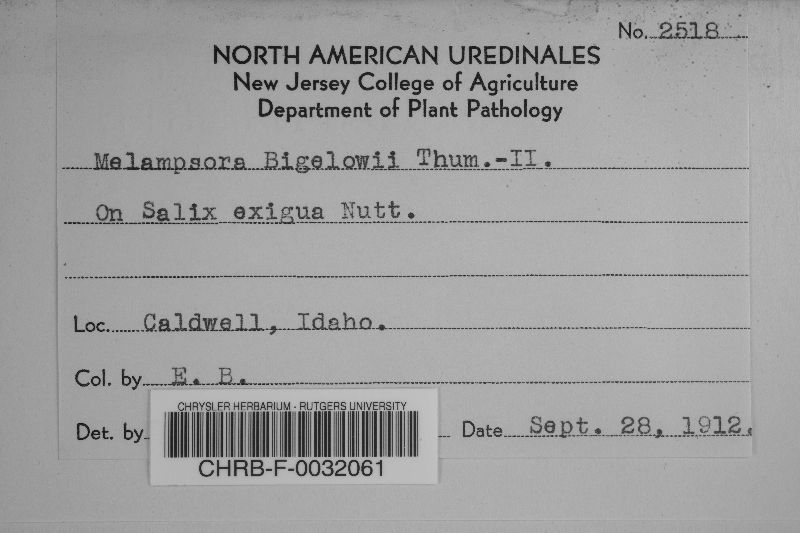 No. 2518
NORTH AMERICAN UREDINALES
New Jersey College of Agriculture
Department of Plant Pathology
Melampsora Bigelowii Thum.-II.
On Salix exigua Nutt.
Loc. Caldwell, Idaho.
Col. by E. B.
Det. by
Date Sept. 28, 1912.
CHRYSLER HERBARIUM - RUTGERS UNIVERSITY
CHRB-F-0032061